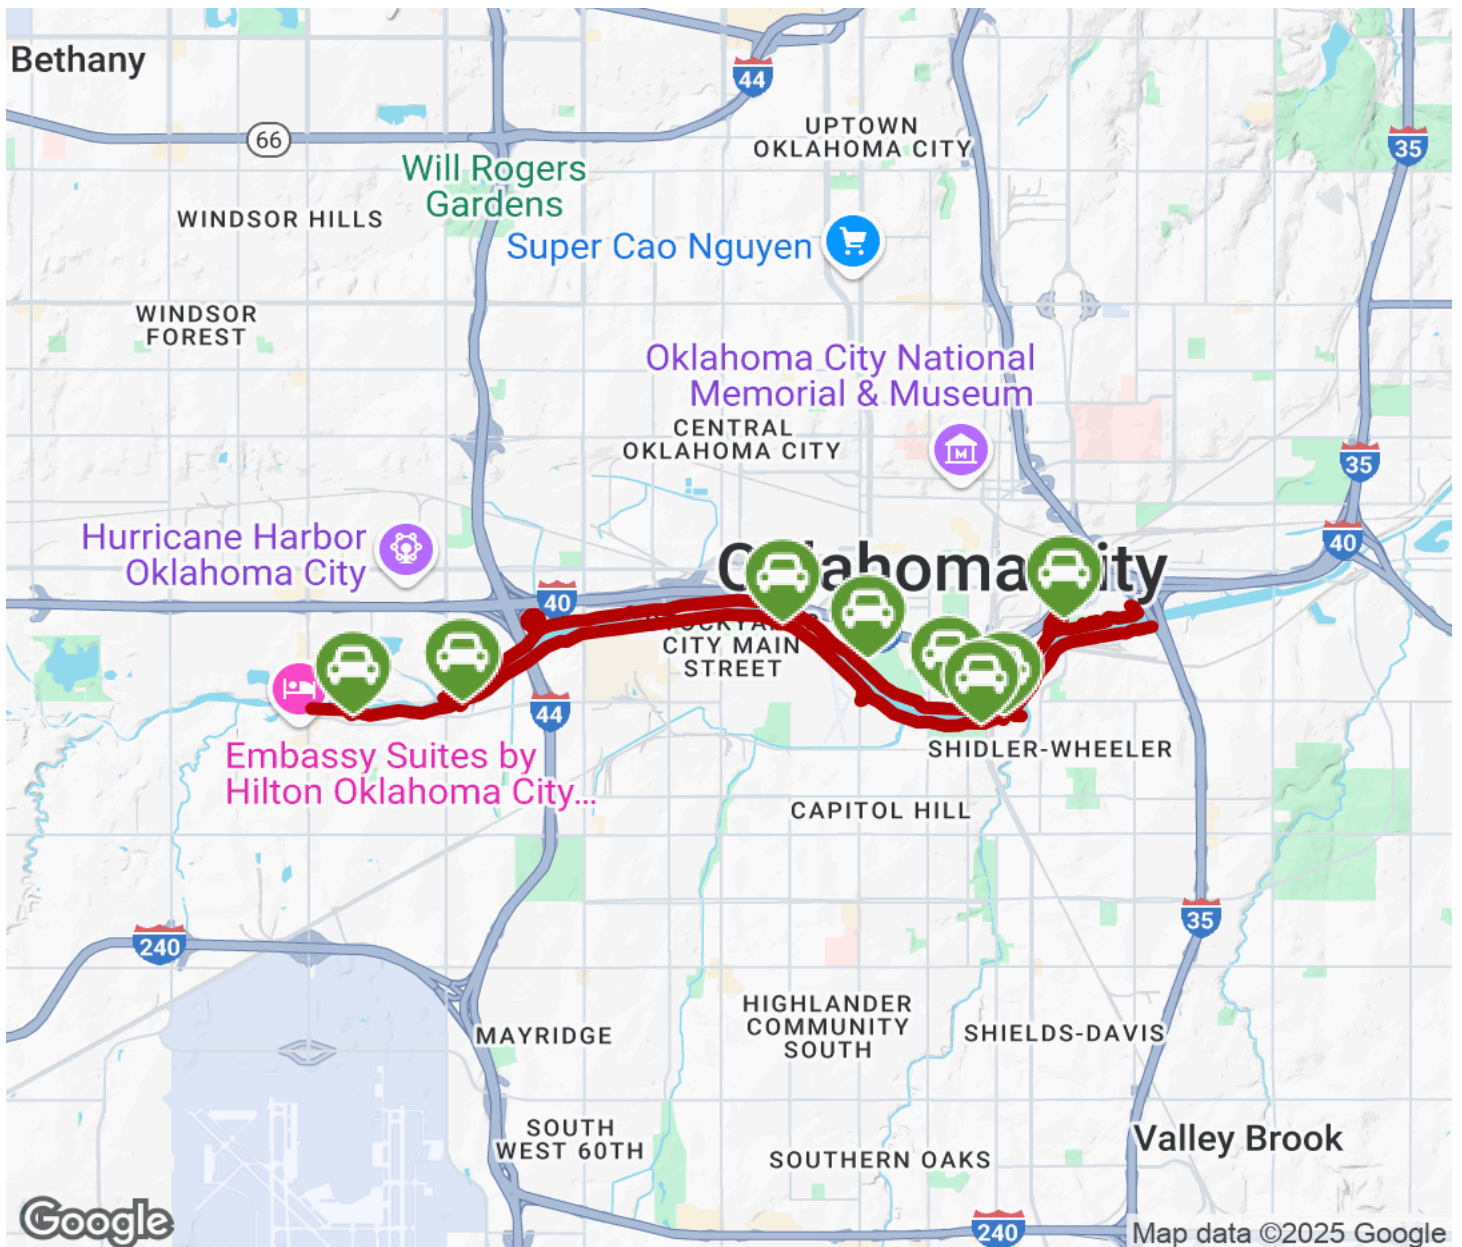 Bethany
44
66
UPTOWN
OKLAHOMA CITY
35
Will Rogers
Gardens
WINDSOR HILLS
Super Cao Nguyen
WINDSOR
FOREST
Oklahoma City National
Memorial & Museum
CENTRAL
OKLAHOMA CITY
M
35
Hurricane Harbor
Oklahoma City
40
Oklahoma City
40
CITY MAIN
STREET
44
Embassy Suites by
Hilton Oklahoma City...
SHIDLER-WHEELER
CAPITOL HILL
35
240
HIGHLANDER
COMMUNITY
SOUTH
MAYRIDGE
SHIELDS-DAVIS
SOUTH
WEST 60TH
Valley Brook
SOUTHERN OAKS
Google
240
Map data ©2025 Google